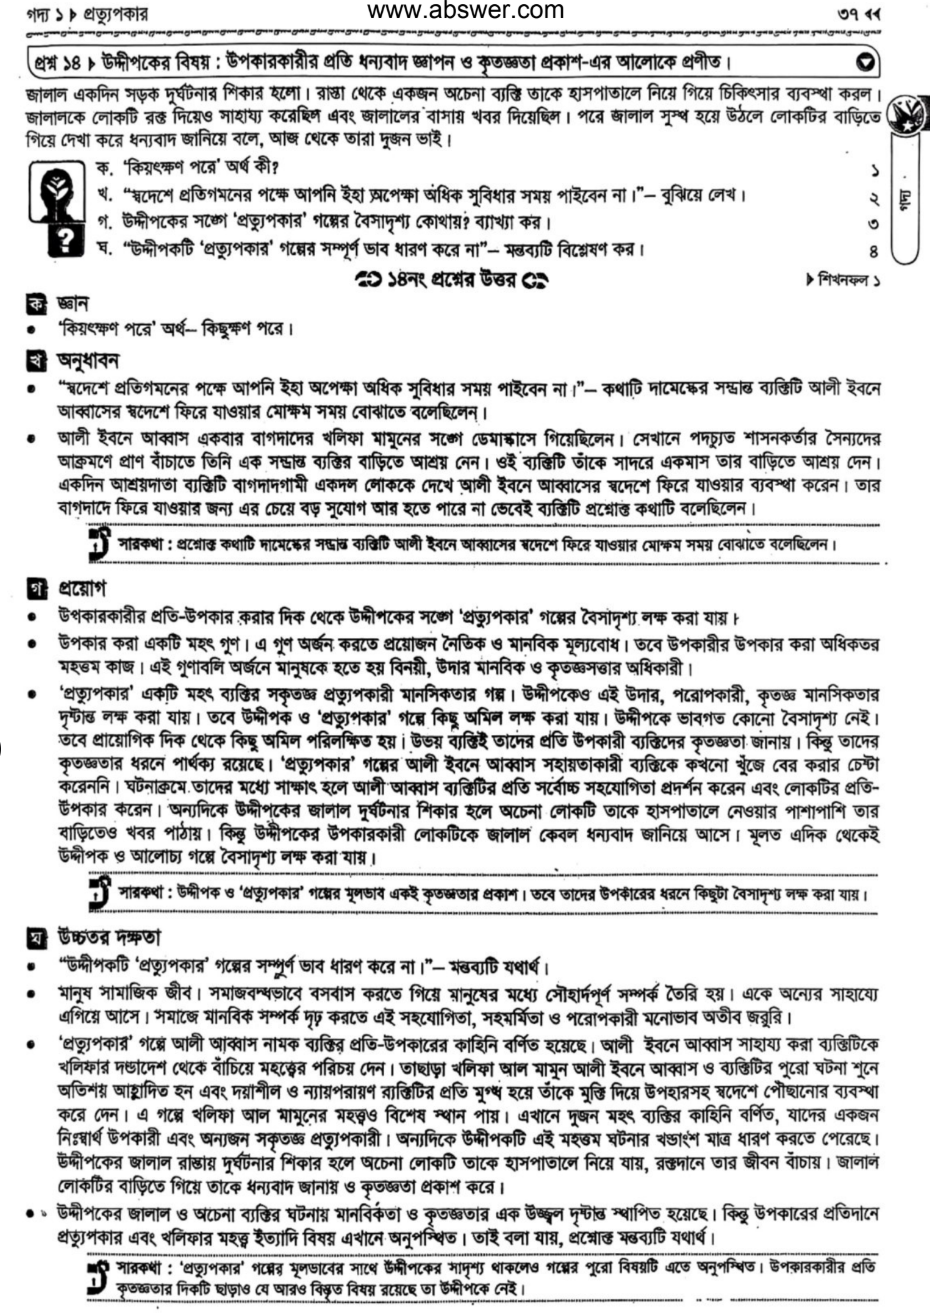 গদ্য ১ ▶ প্রত্যুপকার
www.abswer.com
৩৭ ◀◀
প্রশ্ন ১৪ ▶ উদ্দীপকের বিষয় : উপকারকারীর প্রতি ধন্যবাদ জ্ঞাপন ও কৃতজ্ঞতা প্রকাশ-এর আলোকে প্রণীত।
জালাল একদিন সড়ক দুর্ঘটনার শিকার হলো। রাস্তা থেকে একজন অচেনা ব্যক্তি তাকে হাসপাতালে নিয়ে গিয়ে চিকিৎসার ব্যবস্থা করল।
জালালকে লোকটি রক্ত দিয়েও সাহায্য করেছিল এবং জালালের বাসায় খবর দিয়েছিল। পরে জালাল সুস্থ হয়ে উঠলে লোকটির বাড়িতে
গিয়ে দেখা করে ধন্যবাদ জানিয়ে বলে, আজ থেকে তারা দুজন ভাই।
ক. ‘কিয়ৎক্ষণ পরে’ অর্থ কী? ১
খ. “স্বদেশে প্রতিগমনের পক্ষে আপনি ইহা অপেক্ষা অধিক সুবিধার সময় পাইবেন না।”– বুঝিয়ে লেখ। ২
গ. উদ্দীপকের সঙ্গে ‘প্রত্যুপকার’ গল্পের বৈসাদৃশ্য কোথায়? ব্যাখ্যা কর। ৩
ঘ. “উদ্দীপকটি ‘প্রত্যুপকার’ গল্পের সম্পূর্ণ ভাব ধারণ করে না”– মন্তব্যটি বিশ্লেষণ কর। ৪
গদ্য
১৪নং প্রশ্নের উত্তর
▶ শিখনফল ১
ক জ্ঞান
• ‘কিয়ৎক্ষণ পরে’ অর্থ– কিছুক্ষণ পরে।
খ অনুধাবন
• “স্বদেশে প্রতিগমনের পক্ষে আপনি ইহা অপেক্ষা অধিক সুবিধার সময় পাইবেন না।”– কথাটি দামেস্কের সম্ভ্রান্ত ব্যক্তিটি আলী ইবনে
আব্বাসের স্বদেশে ফিরে যাওয়ার মোক্ষম সময় বোঝাতে বলেছিলেন।
• আলী ইবনে আব্বাস একবার বাগদাদের খলিফা মামুনের সঙ্গে ডেমাস্কাসে গিয়েছিলেন। সেখানে পদচ্যুত শাসনকর্তার সৈন্যদের
আক্রমণে প্রাণ বাঁচাতে তিনি এক সম্ভ্রান্ত ব্যক্তির বাড়িতে আশ্রয় নেন। ওই ব্যক্তিটি তাঁকে সাদরে একমাস তার বাড়িতে আশ্রয় দেন।
একদিন আশ্রয়দাতা ব্যক্তিটি বাগদাদগামী একদল লোককে দেখে আলী ইবনে আব্বাসের স্বদেশে ফিরে যাওয়ার ব্যবস্থা করেন। তার
বাগদাদে ফিরে যাওয়ার জন্য এর চেয়ে বড় সুযোগ আর হতে পারে না ভেবেই ব্যক্তিটি প্রশ্নোক্ত কথাটি বলেছিলেন।
সারকথা : প্রশ্নোক্ত কথাটি দামেস্কের সম্ভ্রান্ত ব্যক্তিটি আলী ইবনে আব্বাসের স্বদেশে ফিরে যাওয়ার মোক্ষম সময় বোঝাতে বলেছিলেন।
গ প্রয়োগ
• উপকারকারীর প্রতি-উপকার করার দিক থেকে উদ্দীপকের সঙ্গে ‘প্রত্যুপকার’ গল্পের বৈসাদৃশ্য লক্ষ করা যায়।
• উপকার করা একটি মহৎ গুণ। এ গুণ অর্জন করতে প্রয়োজন নৈতিক ও মানবিক মূল্যবোধ। তবে উপকারীর উপকার করা অধিকতর
মহত্তম কাজ। এই গুণাবলি অর্জনে মানুষকে হতে হয় বিনয়ী, উদার মানবিক ও কৃতজ্ঞসত্তার অধিকারী।
• ‘প্রত্যুপকার’ একটি মহৎ ব্যক্তির সকৃতজ্ঞ প্রত্যুপকারী মানসিকতার গল্প। উদ্দীপকেও এই উদার, পরোপকারী, কৃতজ্ঞ মানসিকতার
দৃষ্টান্ত লক্ষ করা যায়। তবে উদ্দীপক ও ‘প্রত্যুপকার’ গল্পে কিছু অমিল লক্ষ করা যায়। উদ্দীপকে ভাবগত কোনো বৈসাদৃশ্য নেই।
তবে প্রায়োগিক দিক থেকে কিছু অমিল পরিলক্ষিত হয়। উভয় ব্যক্তিই তাদের প্রতি উপকারী ব্যক্তিদের কৃতজ্ঞতা জানায়। কিন্তু তাদের
কৃতজ্ঞতার ধরনে পার্থক্য রয়েছে। ‘প্রত্যুপকার’ গল্পের আলী ইবনে আব্বাস সহায়তাকারী ব্যক্তিকে কখনো খুঁজে বের করার চেষ্টা
করেননি। ঘটনাক্রমে তাদের মধ্যে সাক্ষাৎ হলে আলী আব্বাস ব্যক্তিটির প্রতি সর্বোচ্চ সহযোগিতা প্রদর্শন করেন এবং লোকটির প্রতি-
উপকার করেন। অন্যদিকে উদ্দীপকের জালাল দুর্ঘটনার শিকার হলে অচেনা লোকটি তাকে হাসপাতালে নেওয়ার পাশাপাশি তার
বাড়িতেও খবর পাঠায়। কিন্তু উদ্দীপকের উপকারকারী লোকটিকে জালাল কেবল ধন্যবাদ জানিয়ে আসে। মূলত এদিক থেকেই
উদ্দীপক ও আলোচ্য গল্পে বৈসাদৃশ্য লক্ষ করা যায়।
সারকথা : উদ্দীপক ও ‘প্রত্যুপকার’ গল্পের মূলভাব একই কৃতজ্ঞতার প্রকাশ। তবে তাদের উপকারের ধরনে কিছুটা বৈসাদৃশ্য লক্ষ করা যায়।
ঘ উচ্চতর দক্ষতা
• “উদ্দীপকটি ‘প্রত্যুপকার’ গল্পের সম্পূর্ণ ভাব ধারণ করে না।”– মন্তব্যটি যথার্থ।
• মানুষ সামাজিক জীব। সমাজবদ্ধভাবে বসবাস করতে গিয়ে মানুষের মধ্যে সৌহার্দপূর্ণ সম্পর্ক তৈরি হয়। একে অন্যের সাহায্যে
এগিয়ে আসে। সমাজে মানবিক সম্পর্ক দৃঢ় করতে এই সহযোগিতা, সহমর্মিতা ও পরোপকারী মনোভাব অতীব জরুরি।
• ‘প্রত্যুপকার’ গল্পে আলী আব্বাস নামক ব্যক্তির প্রতি-উপকারের কাহিনি বর্ণিত হয়েছে। আলী ইবনে আব্বাস সাহায্য করা ব্যক্তিটিকে
খলিফার দন্ডাদেশ থেকে বাঁচিয়ে মহত্ত্বের পরিচয় দেন। তাছাড়া খলিফা আল মামুন আলী ইবনে আব্বাস ও ব্যক্তিটির পুরো ঘটনা শুনে
অতিশয় আহ্লাদিত হন এবং দয়াশীল ও ন্যায়পরায়ণ ব্যক্তিটির প্রতি মুগ্ধ হয়ে তাঁকে মুক্তি দিয়ে উপহারসহ স্বদেশে পৌঁছানোর ব্যবস্থা
করে দেন। এ গল্পে খলিফা আল মামুনের মহত্ত্বও বিশেষ স্থান পায়। এখানে দুজন মহৎ ব্যক্তির কাহিনি বর্ণিত, যাদের একজন
নিঃস্বার্থ উপকারী এবং অন্যজন সকৃতজ্ঞ প্রত্যুপকারী। অন্যদিকে উদ্দীপকটি এই মহত্তম ঘটনার খন্ডাংশ মাত্র ধারণ করতে পেরেছে।
উদ্দীপকের জালাল রাস্তায় দুর্ঘটনার শিকার হলে অচেনা লোকটি তাকে হাসপাতালে নিয়ে যায়, রক্তদানে তার জীবন বাঁচায়। জালাল
লোকটির বাড়িতে গিয়ে তাকে ধন্যবাদ জানায় ও কৃতজ্ঞতা প্রকাশ করে।
• উদ্দীপকের জালাল ও অচেনা ব্যক্তির ঘটনায় মানবিকতা ও কৃতজ্ঞতার এক উজ্জ্বল দৃষ্টান্ত স্থাপিত হয়েছে। কিন্তু উপকারের প্রতিদানে
প্রত্যুপকার এবং খলিফার মহত্ত্ব ইত্যাদি বিষয় এখানে অনুপস্থিত। তাই বলা যায়, প্রশ্নোক্ত মন্তব্যটি যথার্থ।
সারকথা : ‘প্রত্যুপকার’ গল্পের মূলভাবের সাথে উদ্দীপকের সাদৃশ্য থাকলেও গল্পের পুরো বিষয়টি এতে অনুপস্থিত। উপকারকারীর প্রতি
কৃতজ্ঞতার দিকটি ছাড়াও যে আরও বিস্তৃত বিষয় রয়েছে তা উদ্দীপকে নেই।